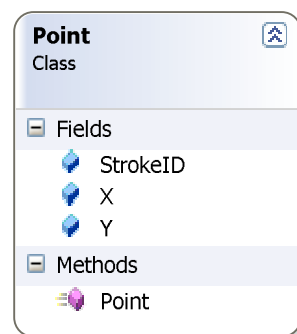 Point
Class
Fields
StrokeID
X
Y
Methods
Point